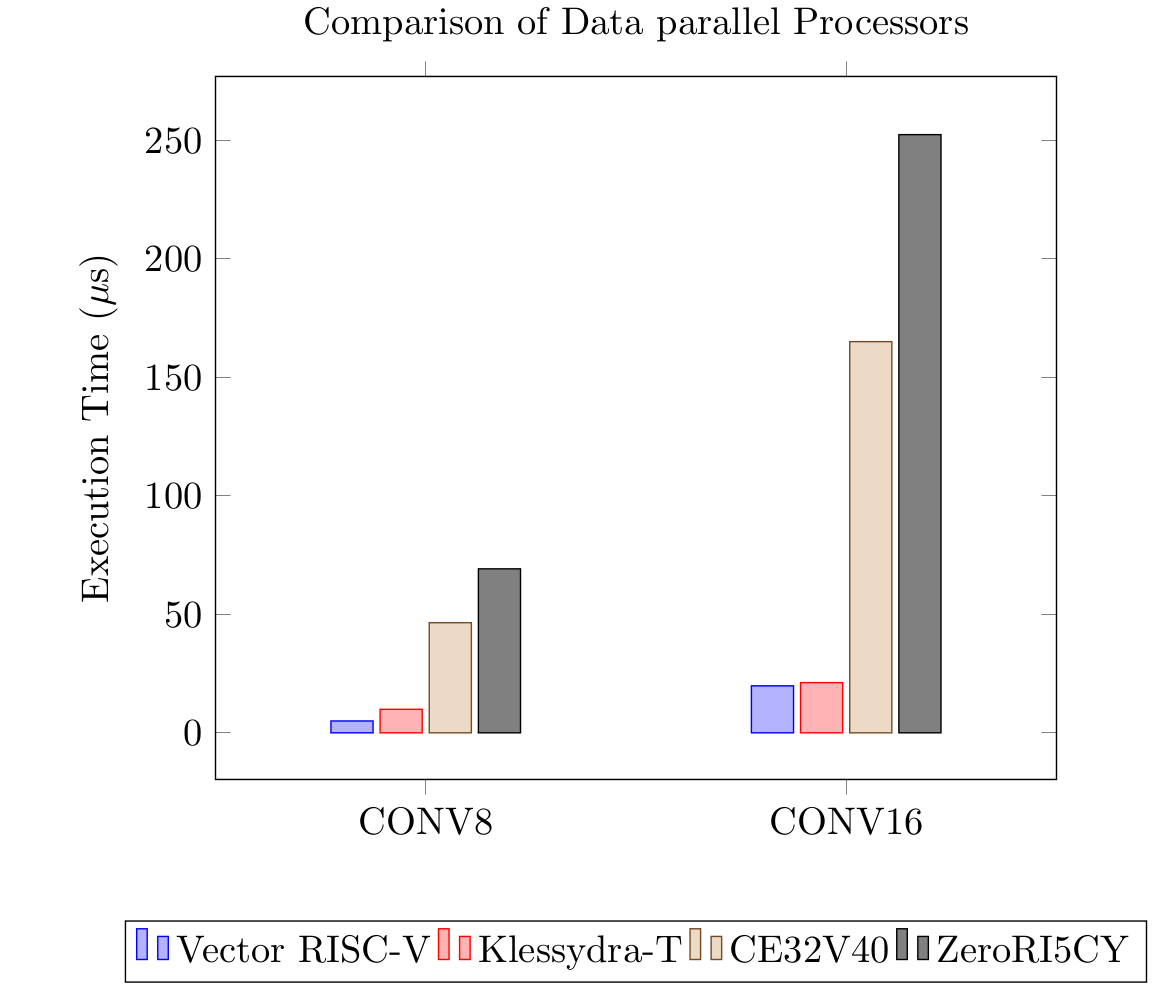 Comparison of Data parallel Processors
250
200
150
100
50
0
Execution Time (μs)
CONV8 CONV16
Vector RISC-V Klessydra-T CE32V40 ZeroRI5CY